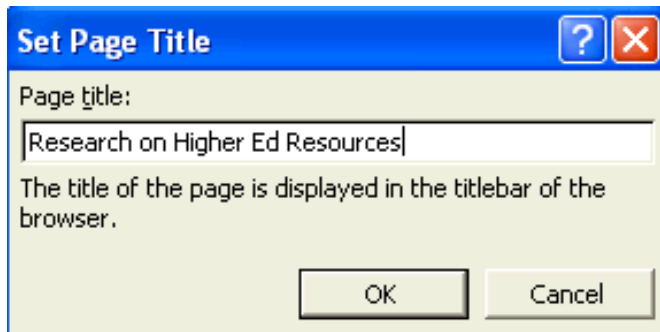 Set Page Title
?
Page title:
Research on Higher Ed Resources
The title of the page is displayed in the titlebar of the
browser.
OK Cancel